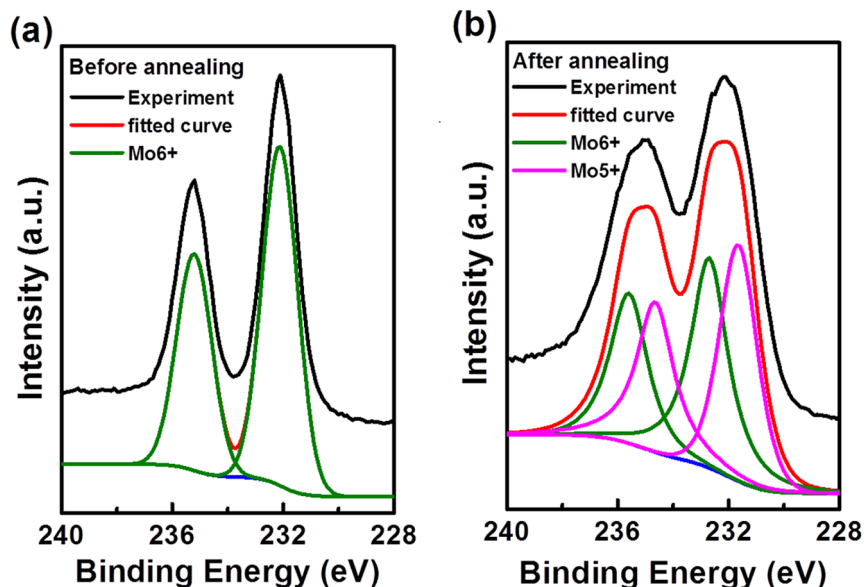 (a)
Before annealing
Experiment
fitted curve
Mo6+
Intensity (a.u.)
240 236 232 228
Binding Energy (eV)
(b)
After annealing
Experiment
fitted curve
Mo6+
Mo5+
Intensity (a.u.)
240 236 232 228
Binding Energy (eV)